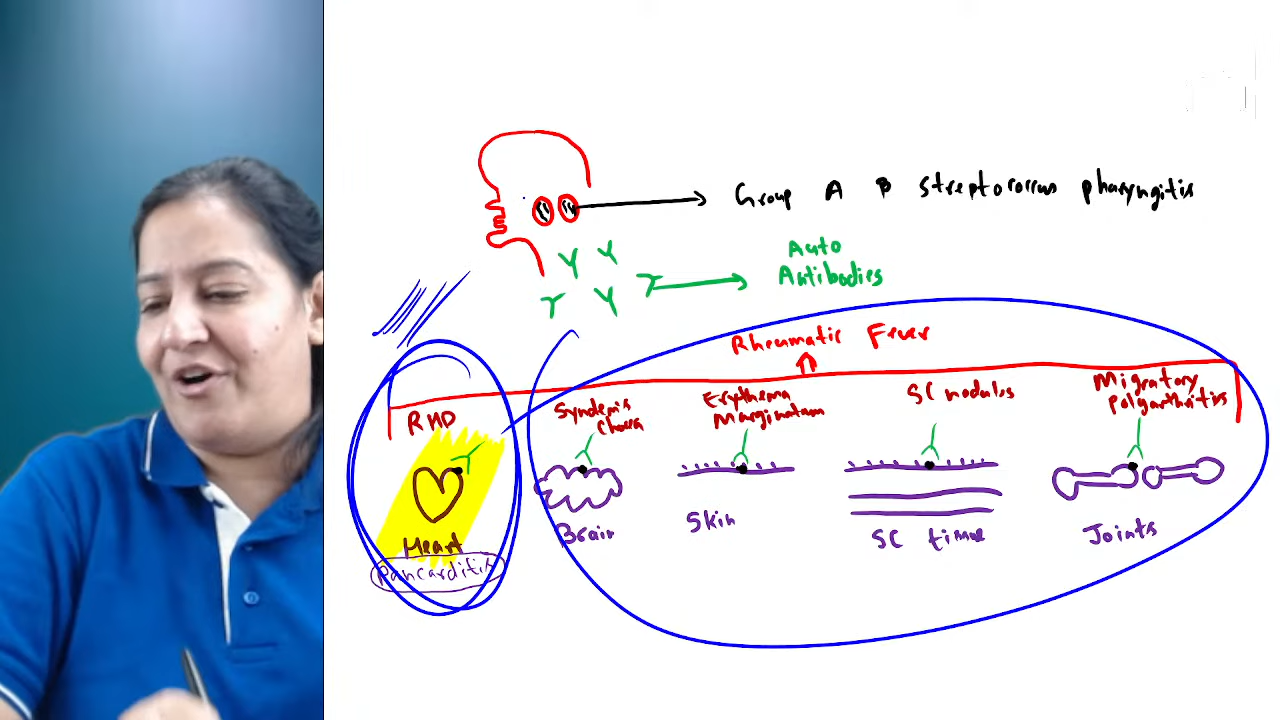 Group A β streptococcus pharyngitis
Auto
Antibodies
Rheumatic Fever
RHD
Syndemis
chorea
Erythema
Marginatum
SC nodules
Migratory
polyarthritis
Heart
Pancarditis
Brain
Skin
SC tissue
Joints